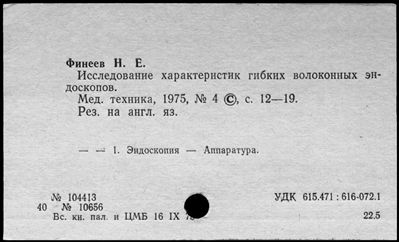 Финеев Н. Е.
Исследование характеристик гибких волоконных эн-
доскопов.
Мед. техника, 1975, № 4 ©, с. 12—19.
Рез. на англ. яз.
— — 1. Эндоскопия — Аппаратура.
№ 104413 УДК 615.471 : 616-072.1
40 № 10656
Вс. кн. пал. и ЦМБ 16 IX 22.5